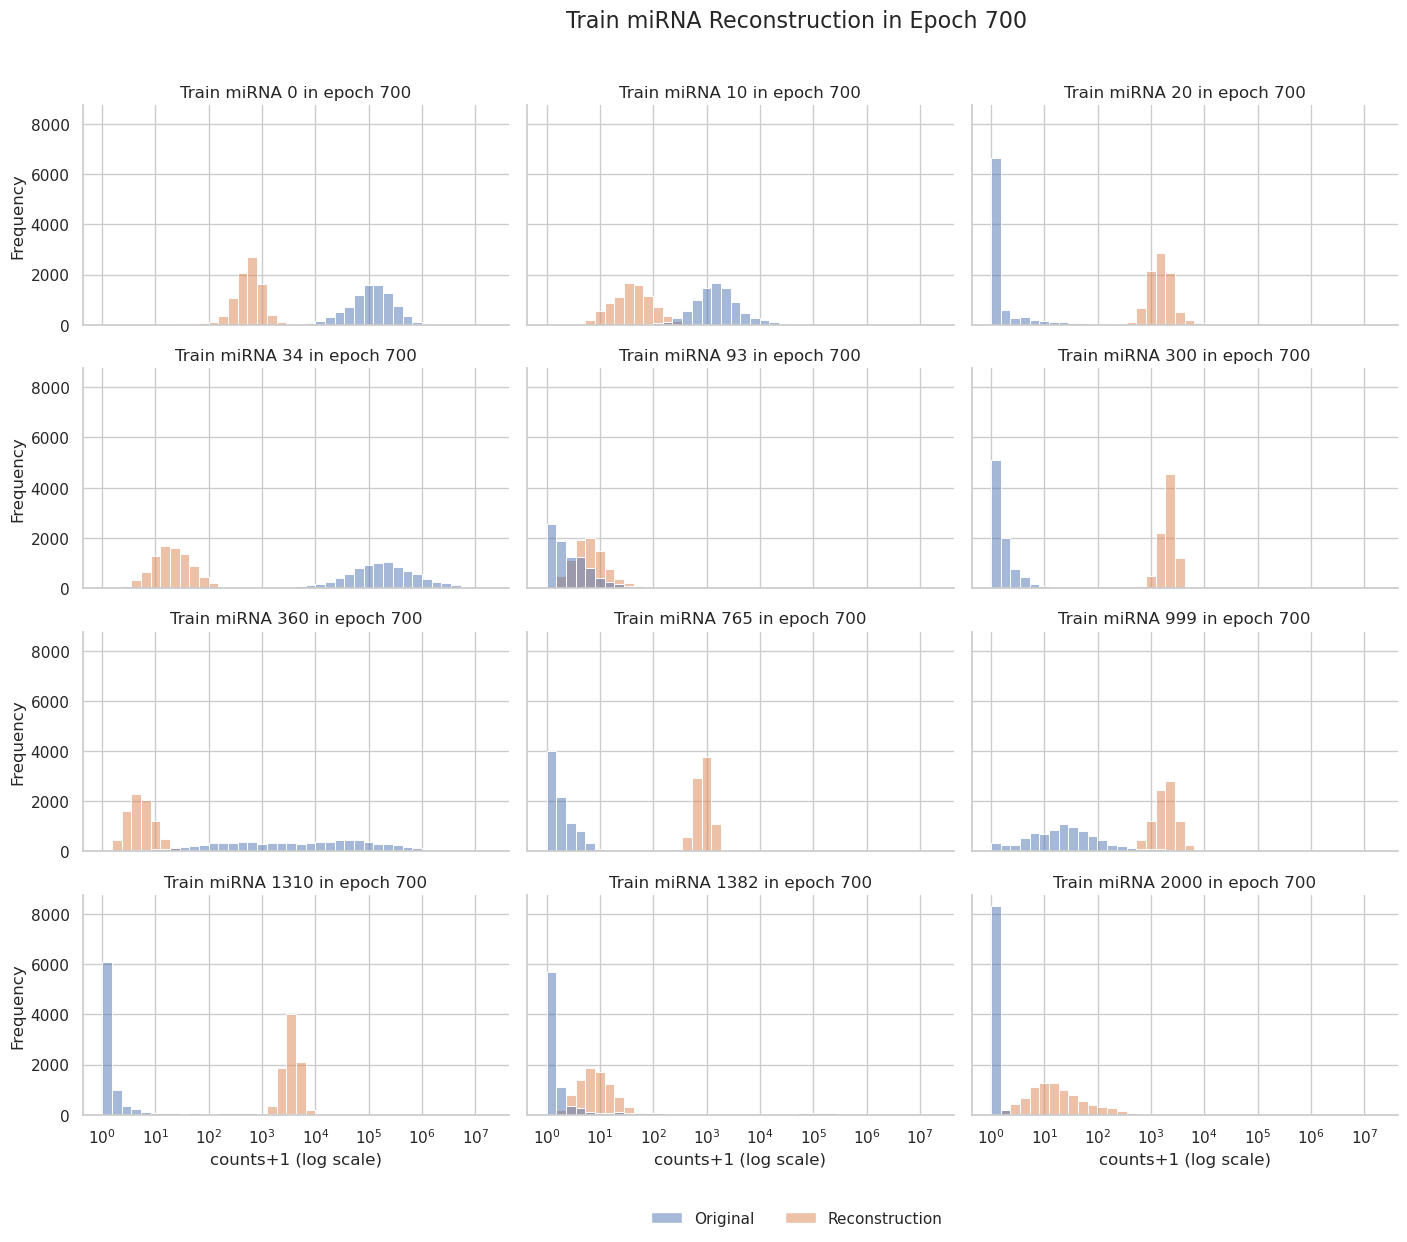 Train miRNA Reconstruction in Epoch 700
Train miRNA 0 in epoch 700
Train miRNA 10 in epoch 700
Train miRNA 20 in epoch 700
8000
6000
4000
2000
0
Frequency
Train miRNA 34 in epoch 700
Train miRNA 93 in epoch 700
Train miRNA 300 in epoch 700
8000
6000
4000
2000
0
Frequency
Train miRNA 360 in epoch 700
Train miRNA 765 in epoch 700
Train miRNA 999 in epoch 700
8000
6000
4000
2000
0
Frequency
Train miRNA 1310 in epoch 700
Train miRNA 1382 in epoch 700
Train miRNA 2000 in epoch 700
8000
6000
4000
2000
0
Frequency
10⁰ 10¹ 10² 10³ 10⁴ 10⁵ 10⁶ 10⁷
10⁰ 10¹ 10² 10³ 10⁴ 10⁵ 10⁶ 10⁷
10⁰ 10¹ 10² 10³ 10⁴ 10⁵ 10⁶ 10⁷
counts+1 (log scale)
counts+1 (log scale)
counts+1 (log scale)
Original
Reconstruction